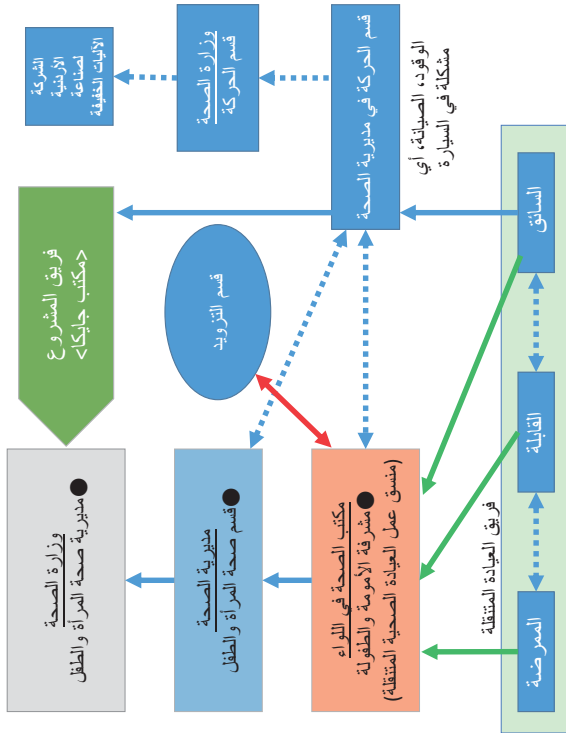 وزارة الصحة
●مديرية صحة المرأة والطفل
فريق المشروع
<مكتب جايكا>
الشركة
الأردنية
لصناعة
الآليات الخفيفة
وزارة الصحة
قسم الحركة
مديرية الصحة
●قسم صحة المرأة والطفل
قسم التزويد
قسم الحركة في مديرية الصحة
الوقود، الصيانة، أي
مشكلة في السيارة
مكتب الصحة في اللواء
●مشرفة الأمومة والطفولة
(منسق عمل العيادة الصحية المتنقلة)
فريق العيادة المتنقلة
الممرضة
القابلة
السائق